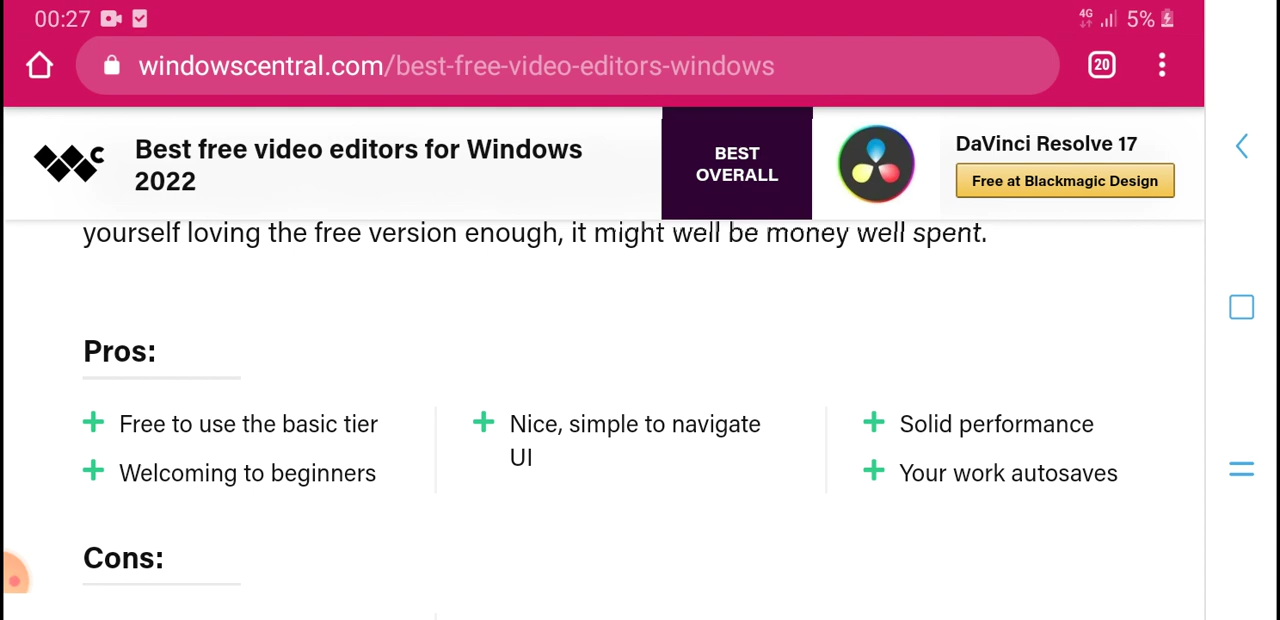 00:27
4G 5%
windowscentral.com/best-free-video-editors-windows
20
C
Best free video editors for Windows
2022
BEST
OVERALL
DaVinci Resolve 17
Free at Blackmagic Design
yourself loving the free version enough, it might well be money well spent.
Pros:
+ Free to use the basic tier
+ Welcoming to beginners
+ Nice, simple to navigate
UI
+ Solid performance
+ Your work autosaves
Cons: